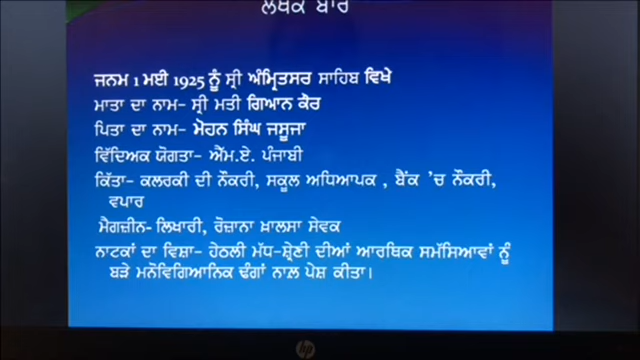 ਲੇਖਕ ਬਾਰੇ
ਜਨਮ 1 ਮਈ 1925 ਨੂੰ ਸ੍ਰੀ ਅੰਮ੍ਰਿਤਸਰ ਸਾਹਿਬ ਵਿਖੇ
ਮਾਤਾ ਦਾ ਨਾਮ- ਸ੍ਰੀ ਮਤੀ ਗਿਆਨ ਕੌਰ
ਪਿਤਾ ਦਾ ਨਾਮ- ਮੋਹਨ ਸਿੰਘ ਜਸੂਜਾ
ਵਿੱਦਿਅਕ ਯੋਗਤਾ- ਐੱਮ.ਏ. ਪੰਜਾਬੀ
ਕਿੱਤਾ- ਕਲਰਕੀ ਦੀ ਨੌਕਰੀ, ਸਕੂਲ ਅਧਿਆਪਕ , ਬੈਂਕ 'ਚ ਨੌਕਰੀ,
ਵਪਾਰ
ਮੈਗਜ਼ੀਨ- ਲਿਖਾਰੀ, ਰੋਜ਼ਾਨਾ ਖ਼ਾਲਸਾ ਸੇਵਕ
ਨਾਟਕਾਂ ਦਾ ਵਿਸ਼ਾ- ਹੇਠਲੀ ਮੱਧ-ਸ਼੍ਰੇਣੀ ਦੀਆਂ ਆਰਥਿਕ ਸਮੱਸਿਆਵਾਂ ਨੂੰ
ਬੜੇ ਮਨੋਵਿਗਿਆਨਿਕ ਢੰਗਾਂ ਨਾਲ਼ ਪੇਸ਼ ਕੀਤਾ।
hp